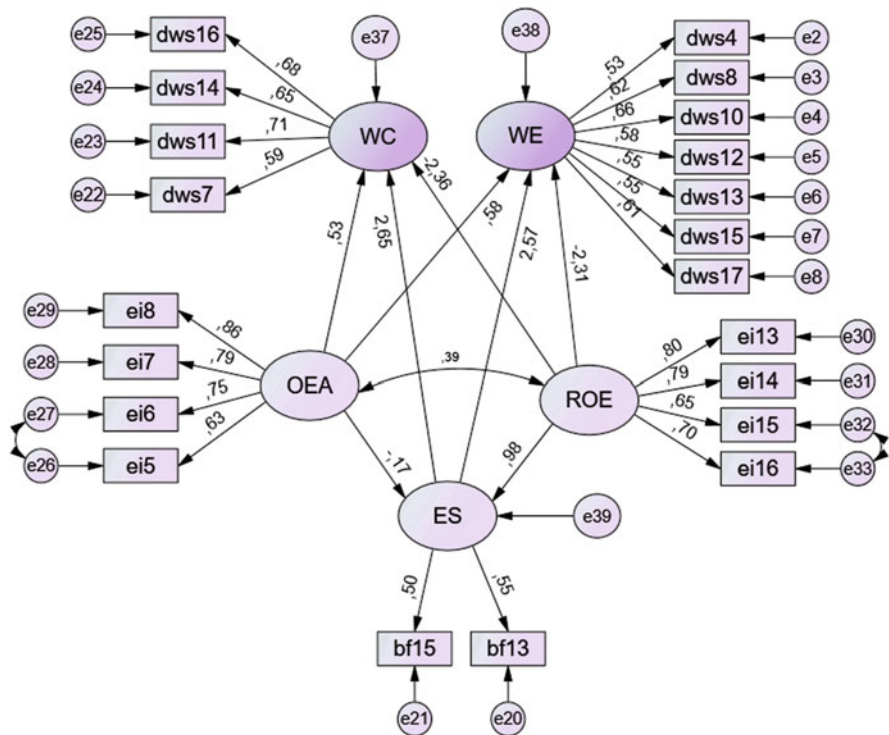 e25 dws16 ,68
e24 dws14 ,65
e23 dws11 ,71
e22 dws7 ,59
e37
WC
e38
WE
,53 dws4 e2
,62 dws8 e3
,66 dws10 e4
,58 dws12 e5
,55 dws13 e6
,55 dws15 e7
,61 dws17 e8
,53
2,65
-2,36
,58
2,57
-2,31
e29 ei8 ,86
e28 ei7 ,79
e27 ei6 ,75
e26 ei5 ,63
OEA
,39
ROE
,80 ei13 e30
,79 ei14 e31
,65 ei15 e32
,70 ei16 e33
-,17
,98
ES
e39
,50
,55
bf15
bf13
e21
e20